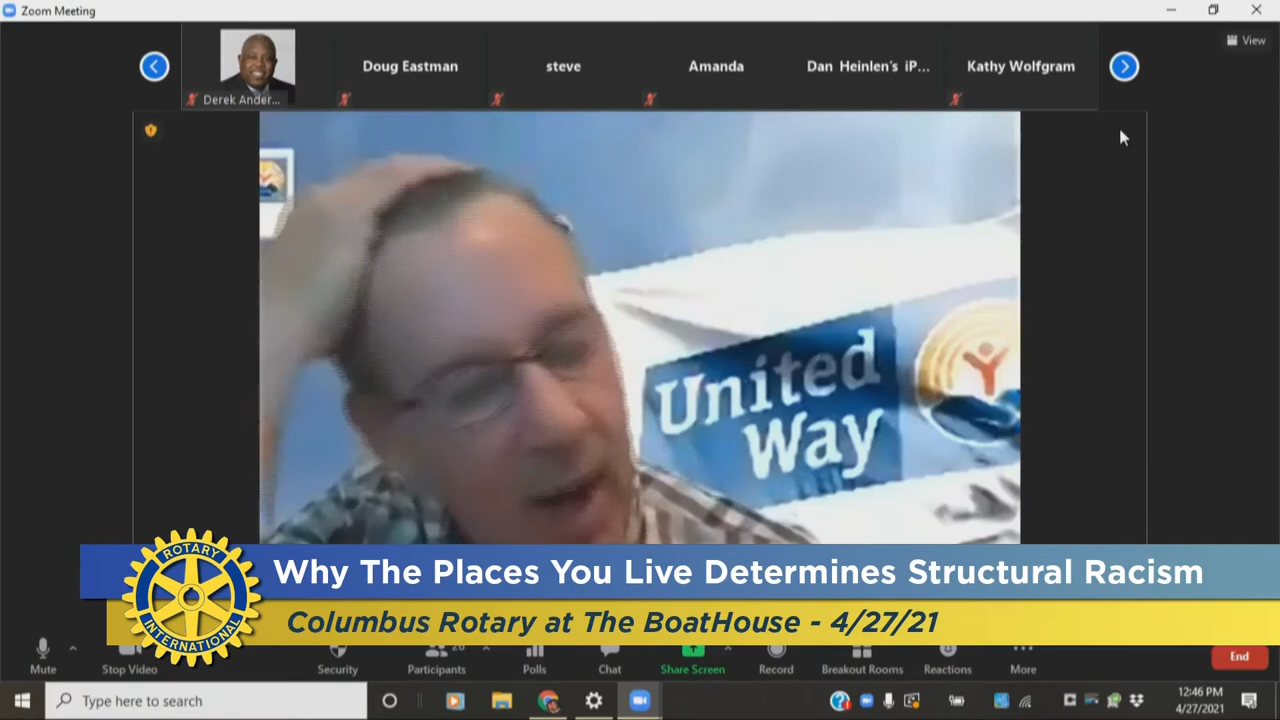 Zoom Meeting
View
Doug Eastman
steve
Amanda
Dan Heinlen's iP...
Kathy Wolfgram
Derek Ander...
United
Way
ROTARY
INTERNATIONAL
Why The Places You Live Determines Structural Racism
Columbus Rotary at The BoatHouse - 4/27/21
Mute
Stop Video
Security
Participants
Polls
Chat
Share Screen
Record
Breakout Rooms
Reactions
More
End
Type here to search
12:46 PM
4/27/2021